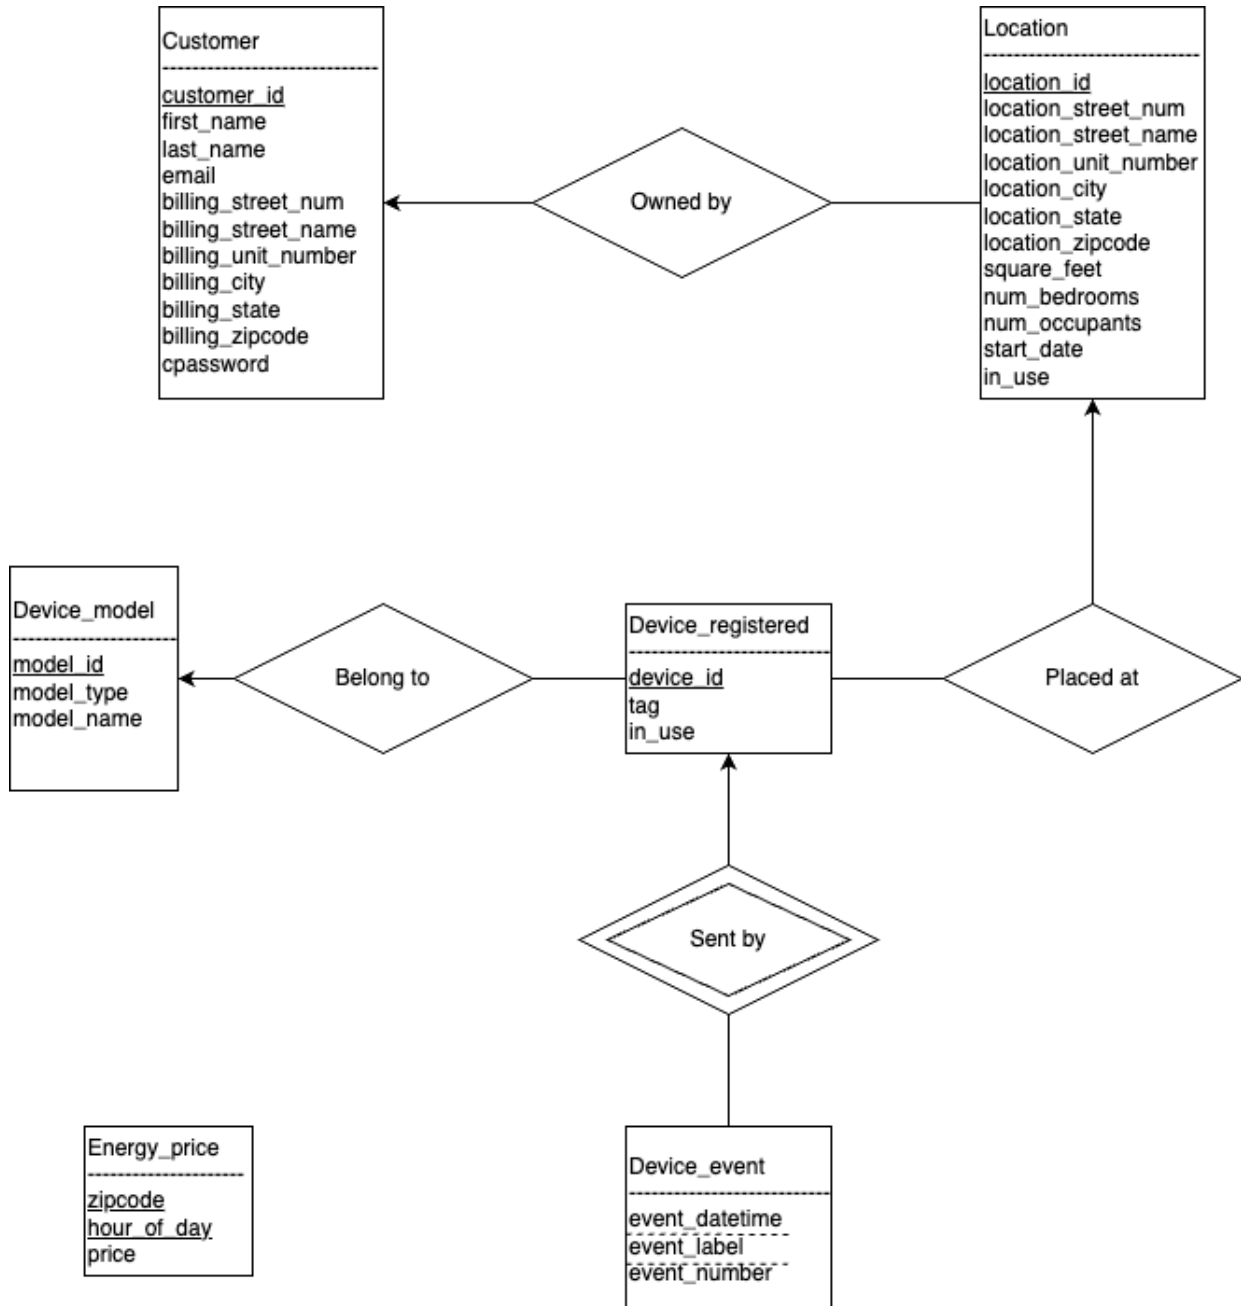 Customer
customer_id
first_name
last_name
email
billing_street_num
billing_street_name
billing_unit_number
billing_city
billing_state
billing_zipcode
cpassword
Owned by
Location
location_id
location_street_num
location_street_name
location_unit_number
location_city
location_state
location_zipcode
square_feet
num_bedrooms
num_occupants
start_date
in_use
Device_model
model_id
model_type
model_name
Belong to
Device_registered
device_id
tag
in_use
Placed at
Sent by
Energy_price
zipcode
hour_of_day
price
Device_event
event_datetime
event_label
event_number